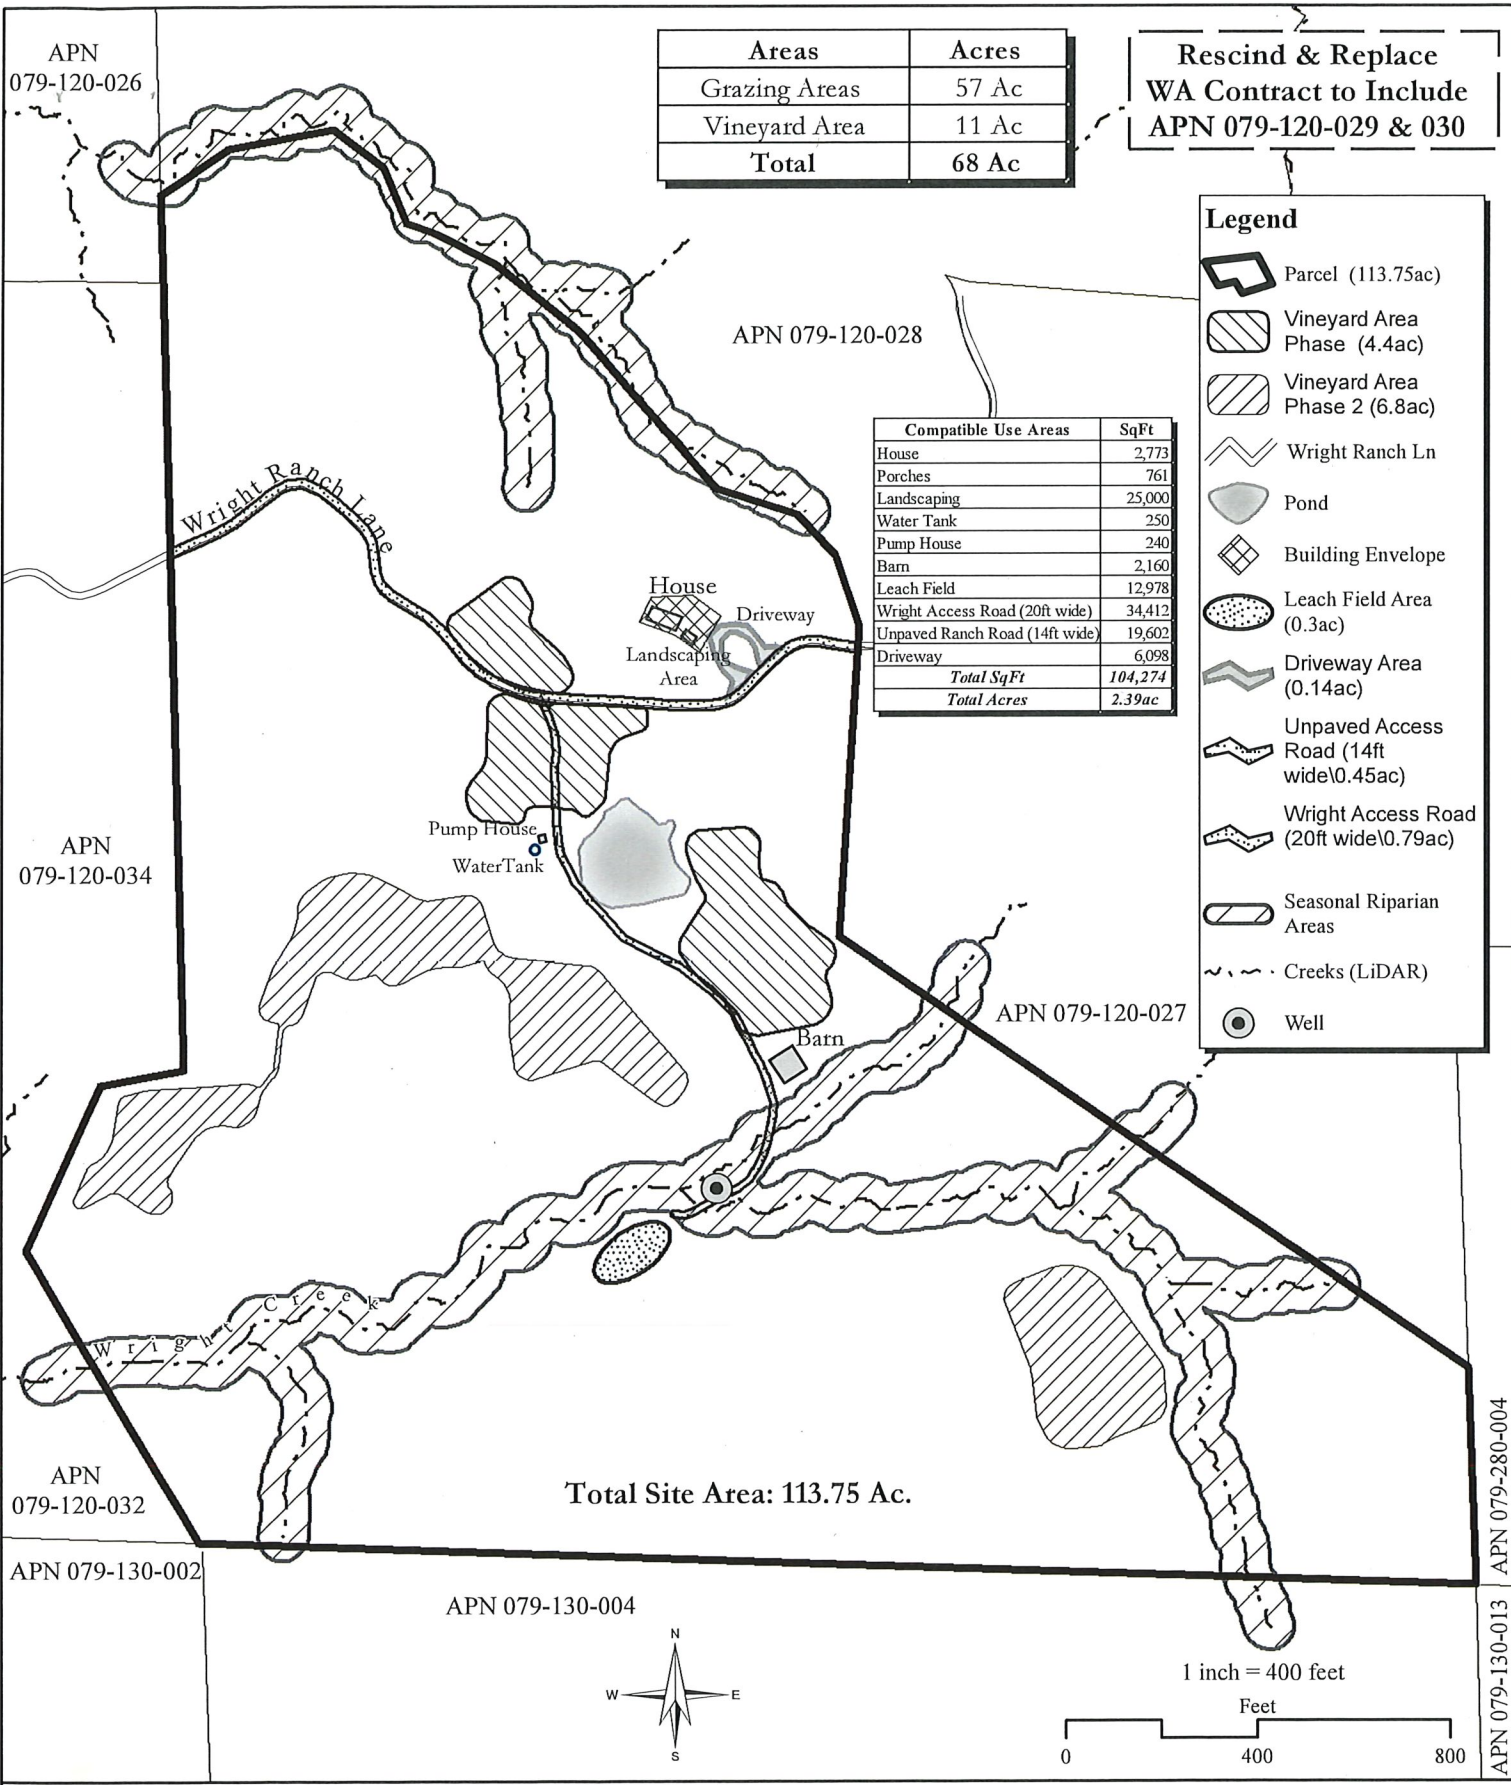 APN
079-120-026
Areas Acres
Grazing Areas 57 Ac
Vineyard Area 11 Ac
Total 68 Ac
Rescind & Replace
WA Contract to Include
APN 079-120-029 & 030
Legend
Parcel (113.75ac)
Vineyard Area
Phase (4.4ac)
Vineyard Area
Phase 2 (6.8ac)
Wright Ranch Ln
Pond
Building Envelope
Leach Field Area
(0.3ac)
Driveway Area
(0.14ac)
Unpaved Access
Road (14ft
wide\0.45ac)
Wright Access Road
(20ft wide\0.79ac)
Seasonal Riparian
Areas
Creeks (LiDAR)
Well
APN 079-120-028
Compatible Use Areas SqFt
House 2,773
Porches 761
Landscaping 25,000
Water Tank 250
Pump House 240
Barn 2,160
Leach Field 12,978
Wright Access Road (20ft wide) 34,412
Unpaved Ranch Road (14ft wide) 19,602
Driveway 6,098
Total SqFt 104,274
Total Acres 2.39ac
Wright Ranch Lane
House
Driveway
Landscaping
Area
Pump House
WaterTank
APN
079-120-034
APN 079-120-027
Barn
Wright Creek
APN
079-120-032
Total Site Area: 113.75 Ac.
APN 079-280-004
APN 079-130-002
APN 079-130-004
APN 079-130-013
N
W E
S
1 inch = 400 feet
Feet
0 400 800